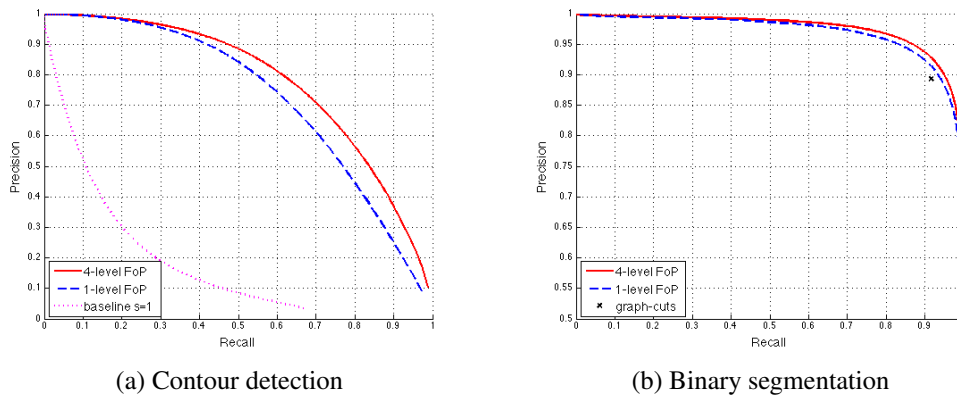 1
0.9
0.8
0.7
0.6
0.5
0.4
0.3
0.2
0.1
0
Precision
4-level FoP
1-level FoP
baseline s=1
0 0.1 0.2 0.3 0.4 0.5 0.6 0.7 0.8 0.9 1
Recall
(a) Contour detection
1
0.95
0.9
0.85
0.8
0.75
0.7
0.65
0.6
0.55
0.5
Precision
4-level FoP
1-level FoP
graph-cuts
0 0.1 0.2 0.3 0.4 0.5 0.6 0.7 0.8 0.9
Recall
(b) Binary segmentation